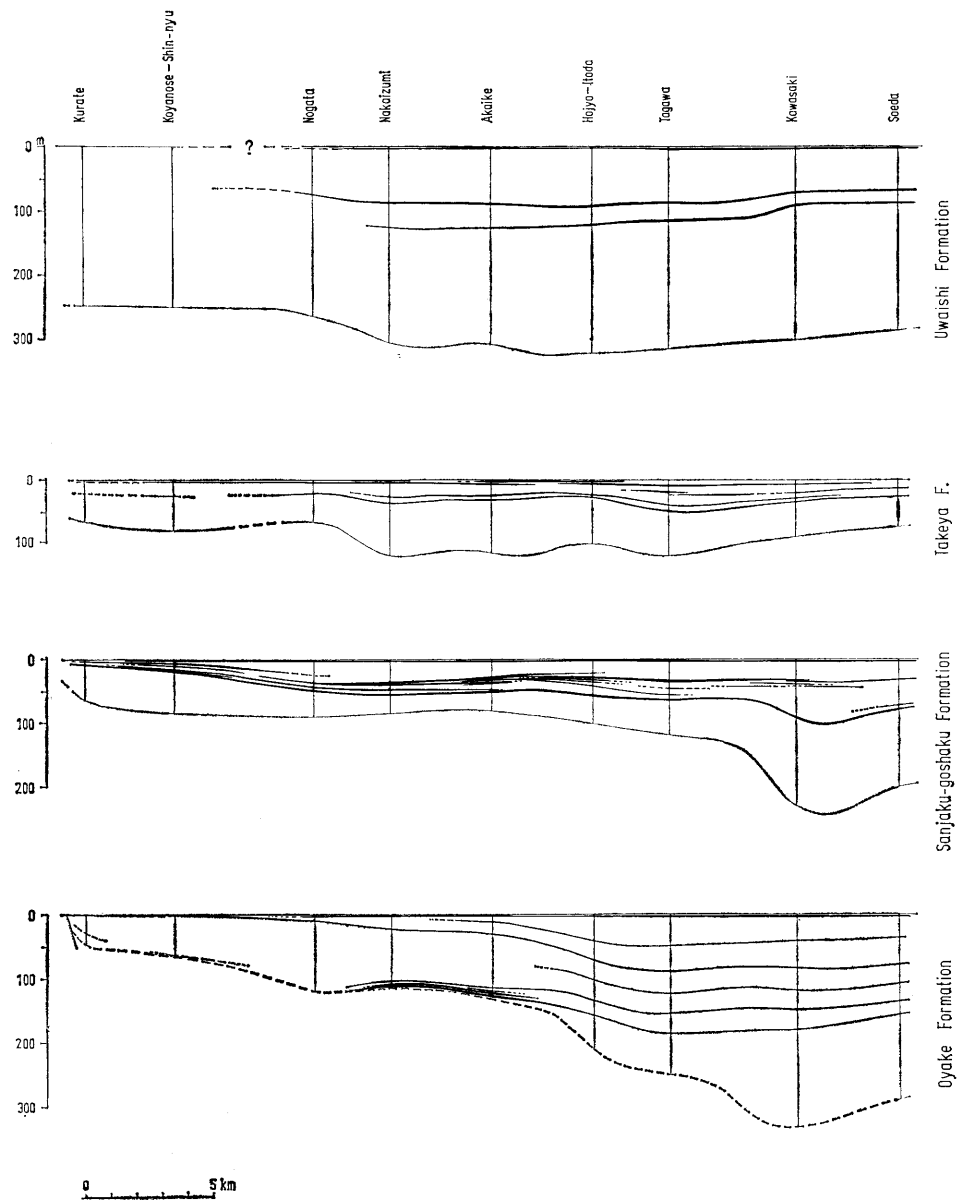 Kurate
Koyanose-Shin-nyu
Nogata
Nakaizumi
Akaike
Hojyo-Itoda
Tagawa
Kawasaki
Soeda
0 m
?
100
200
300
Uwaishi Formation
0
100
Takeya F.
0
100
200
Sanjaku-goshaku Formation
0
100
200
300
Oyake Formation
0 5 km